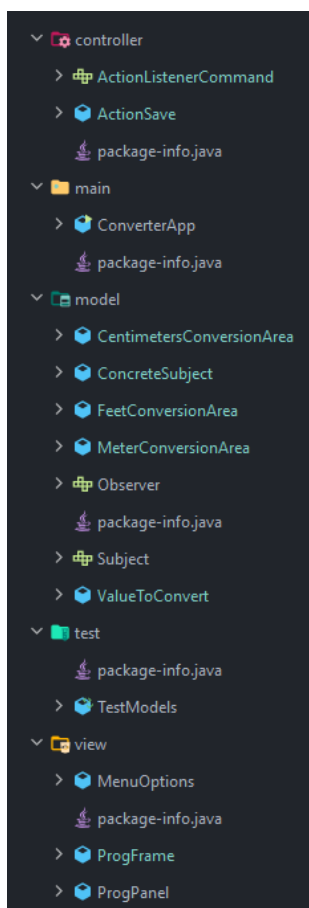 controller
ActionListenerCommand
ActionSave
package-info.java
main
ConverterApp
package-info.java
model
CentimetersConversionArea
ConcreteSubject
FeetConversionArea
MeterConversionArea
Observer
package-info.java
Subject
ValueToConvert
test
package-info.java
TestModels
view
MenuOptions
package-info.java
ProgFrame
ProgPanel